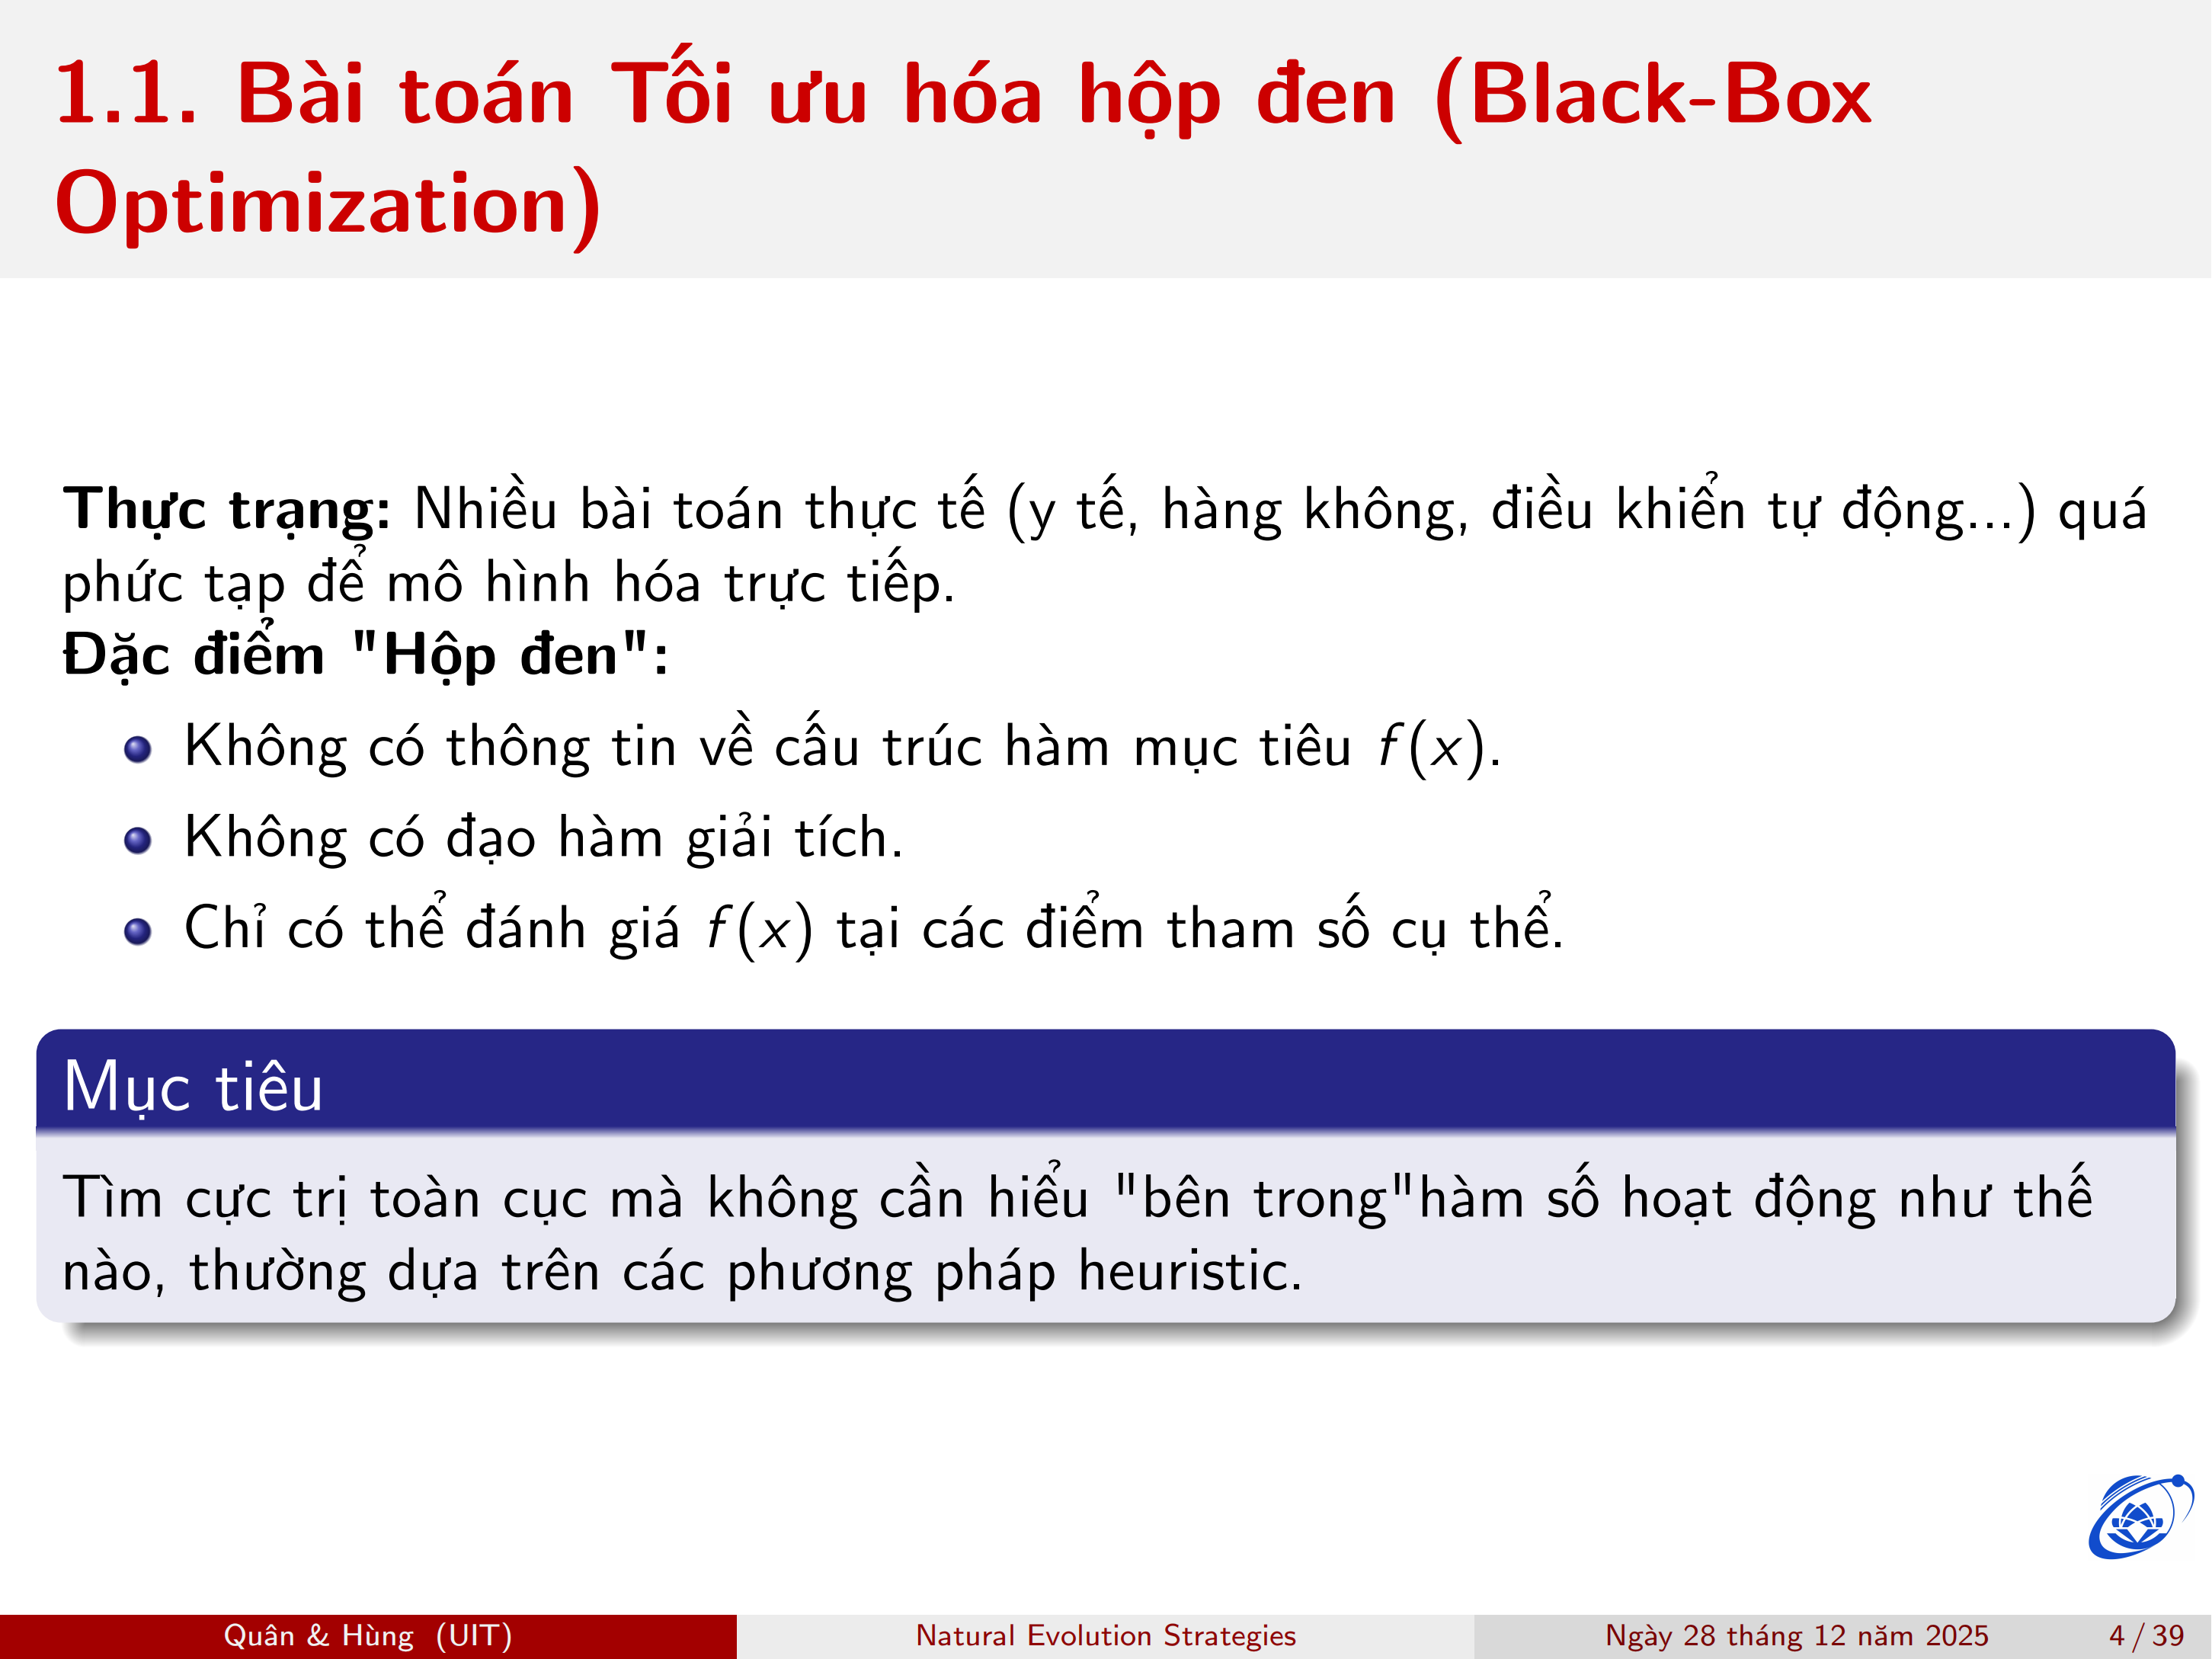 1.1. Bài toán Tối ưu hóa hộp đen (Black-Box
Optimization)
Thực trạng: Nhiều bài toán thực tế (y tế, hàng không, điều khiển tự động...) quá
phức tạp để mô hình hóa trực tiếp.
Đặc điểm "Hộp đen":
Không có thông tin về cấu trúc hàm mục tiêu f(x).
Không có đạo hàm giải tích.
Chỉ có thể đánh giá f(x) tại các điểm tham số cụ thể.
Mục tiêu
Tìm cực trị toàn cục mà không cần hiểu "bên trong"hàm số hoạt động như thế
nào, thường dựa trên các phương pháp heuristic.
Quân & Hùng (UIT) Natural Evolution Strategies Ngày 28 tháng 12 năm 2025 4 / 39